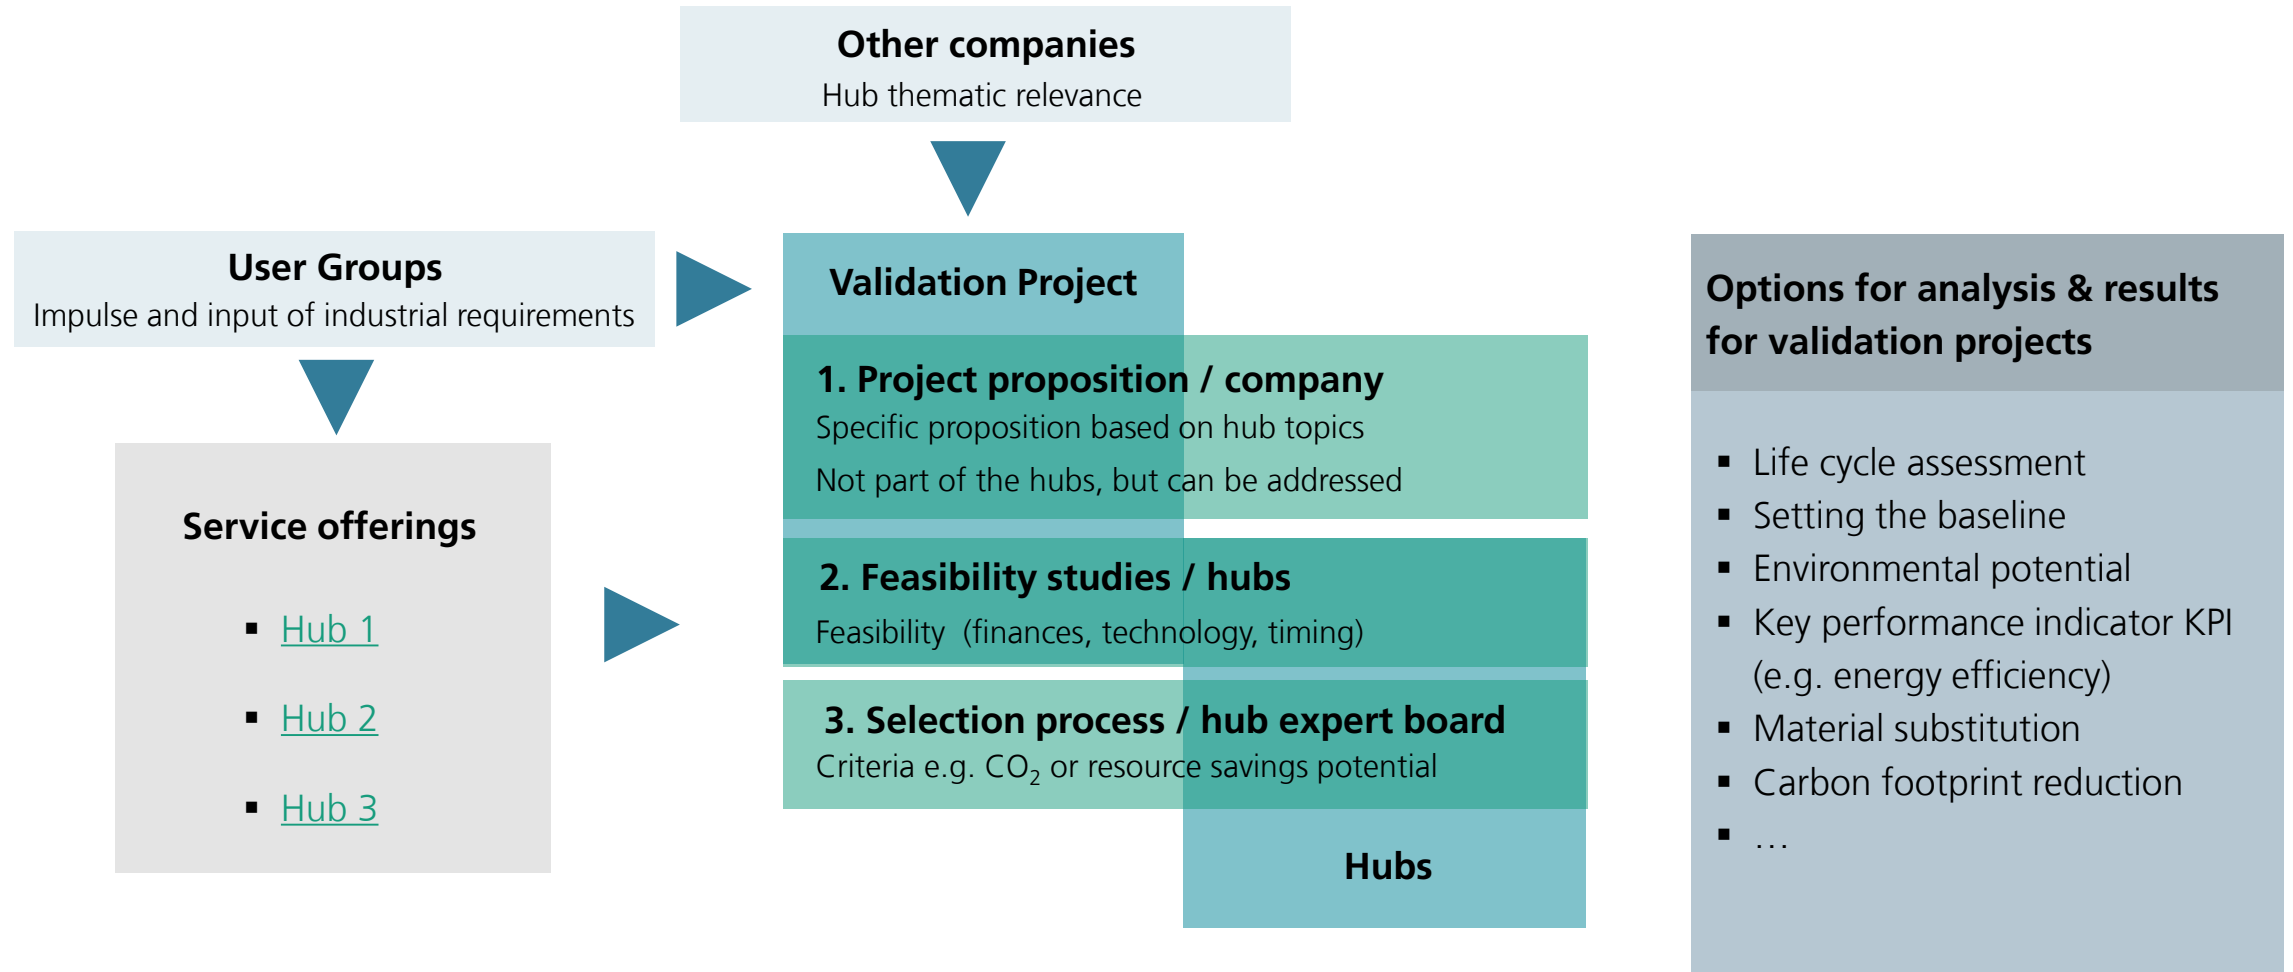 Other companies
Hub thematic relevance
User Groups
Impulse and input of industrial requirements
Service offerings
▪ Hub 1
▪ Hub 2
▪ Hub 3
Validation Project
1. Project proposition / company
Specific proposition based on hub topics
Not part of the hubs, but can be addressed
2. Feasibility studies / hubs
Feasibility (finances, technology, timing)
3. Selection process / hub expert board
Criteria e.g. CO₂ or resource savings potential
Hubs
Options for analysis & results
for validation projects
▪ Life cycle assessment
▪ Setting the baseline
▪ Environmental potential
▪ Key performance indicator KPI
(e.g. energy efficiency)
▪ Material substitution
▪ Carbon footprint reduction
▪ …